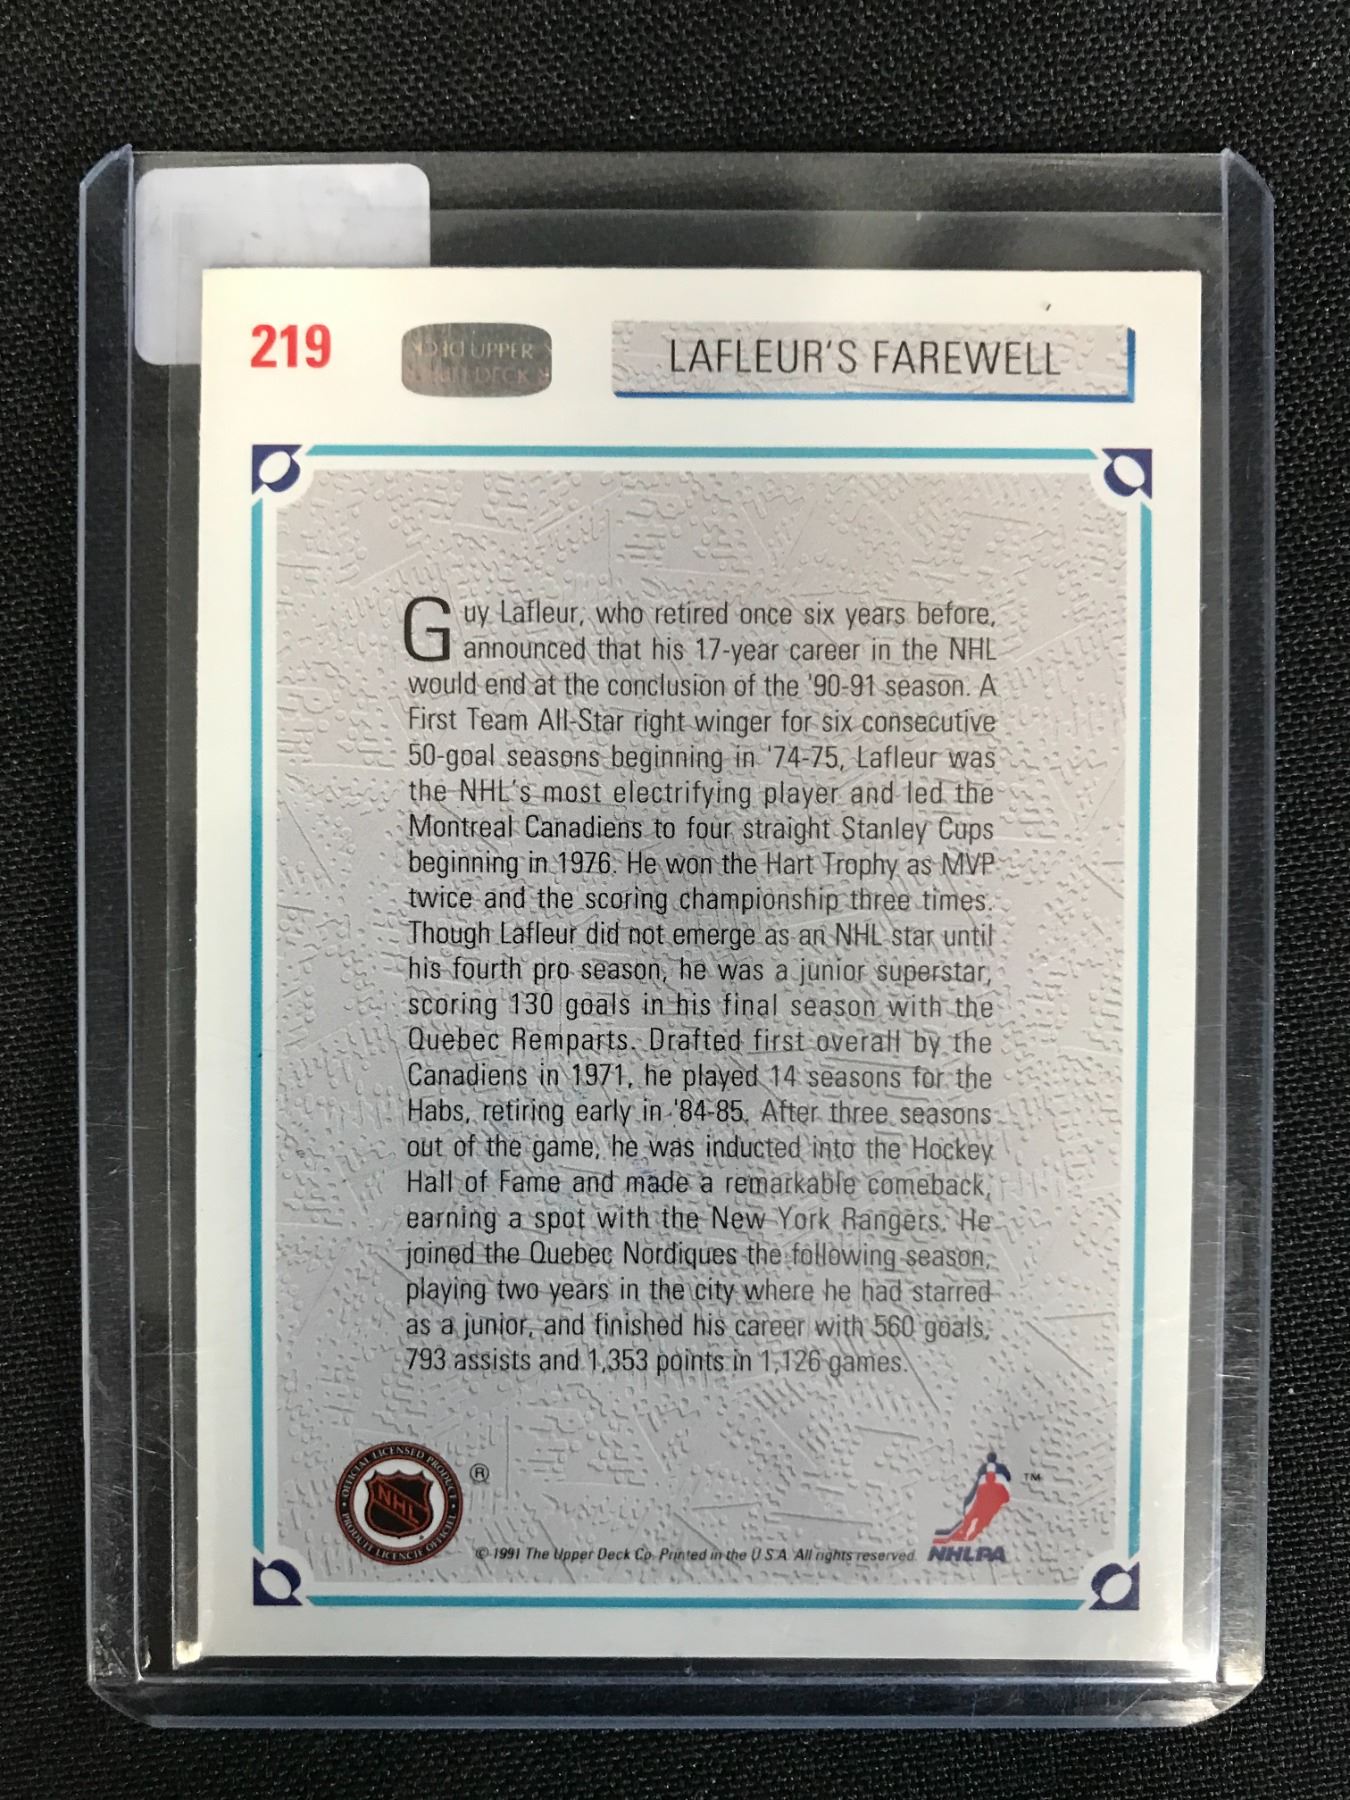 219
UPPER
DECK
LAFLEUR'S FAREWELL
Guy Lafleur, who retired once six years before,
announced that his 17-year career in the NHL
would end at the conclusion of the '90-91 season. A
First Team All-Star right winger for six consecutive
50-goal seasons beginning in '74-75, Lafleur was
the NHL's most electrifying player and led the
Montreal Canadiens to four straight Stanley Cups
beginning in 1976. He won the Hart Trophy as MVP
twice and the scoring championship three times.
Though Lafleur did not emerge as an NHL star until
his fourth pro season, he was a junior superstar,
scoring 130 goals in his final season with the
Quebec Remparts. Drafted first overall by the
Canadiens in 1971, he played 14 seasons for the
Habs, retiring early in '84-85. After three seasons
out of the game, he was inducted into the Hockey
Hall of Fame and made a remarkable comeback,
earning a spot with the New York Rangers. He
joined the Quebec Nordiques the following season,
playing two years in the city where he had starred
as a junior, and finished his career with 560 goals,
793 assists and 1,353 points in 1,126 games.
OFFICIAL LICENSED PRODUCT
NHL
PRODUIT LICENCIE OFFICIEL
®
© 1991 The Upper Deck Co. Printed in the U.S.A. All rights reserved.
TM
NHLPA